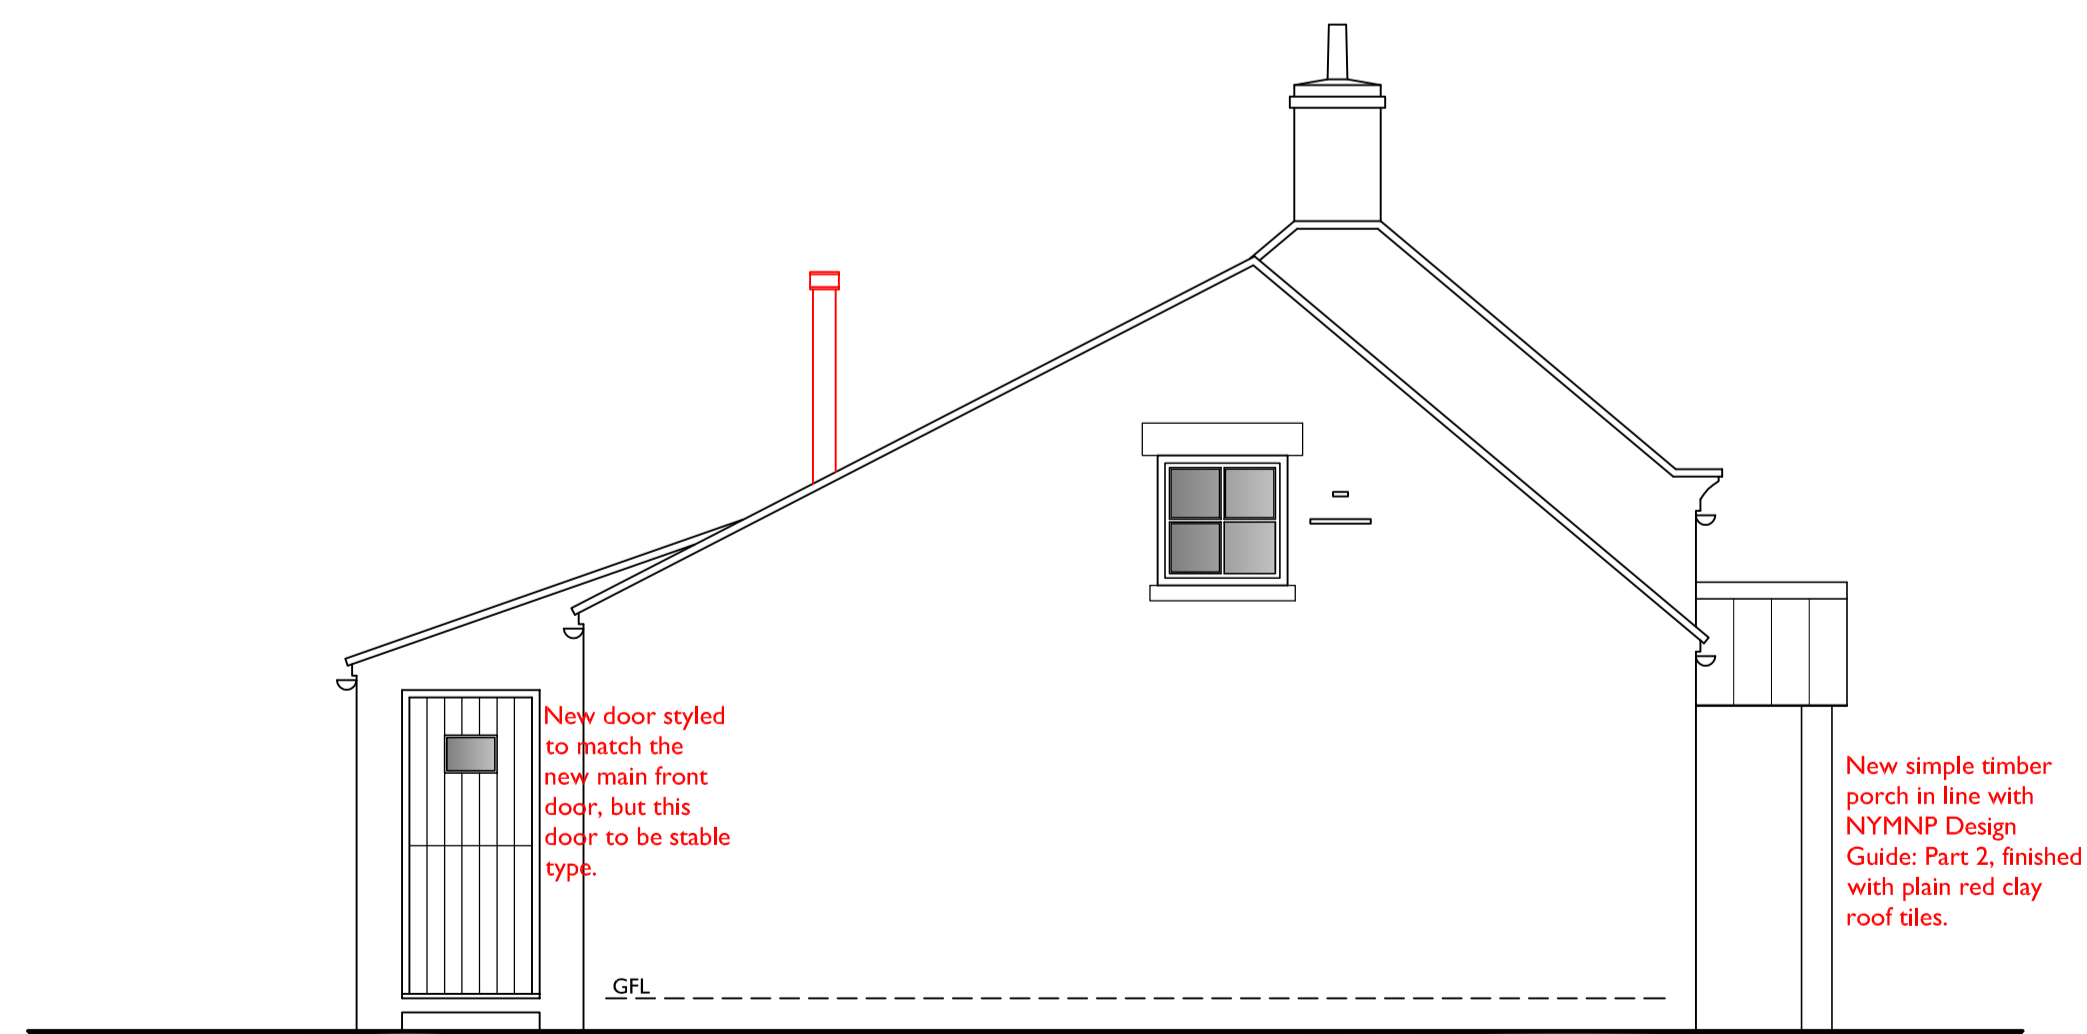 New door styled
to match the
new main front
door, but this
door to be stable
type.
New simple timber
porch in line with
NYMNP Design
Guide: Part 2, finished
with plain red clay
roof tiles.
GFL